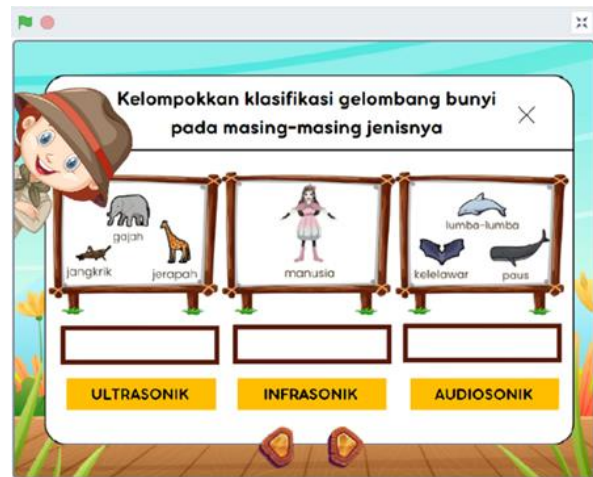 Kelompokkan klasifikasi gelombang bunyi
pada masing-masing jenisnya
gajah
jangkrik
jerapah
manusia
lumba-lumba
kelelawar
paus
ULTRASONIK
INFRASONIK
AUDIOSONIK